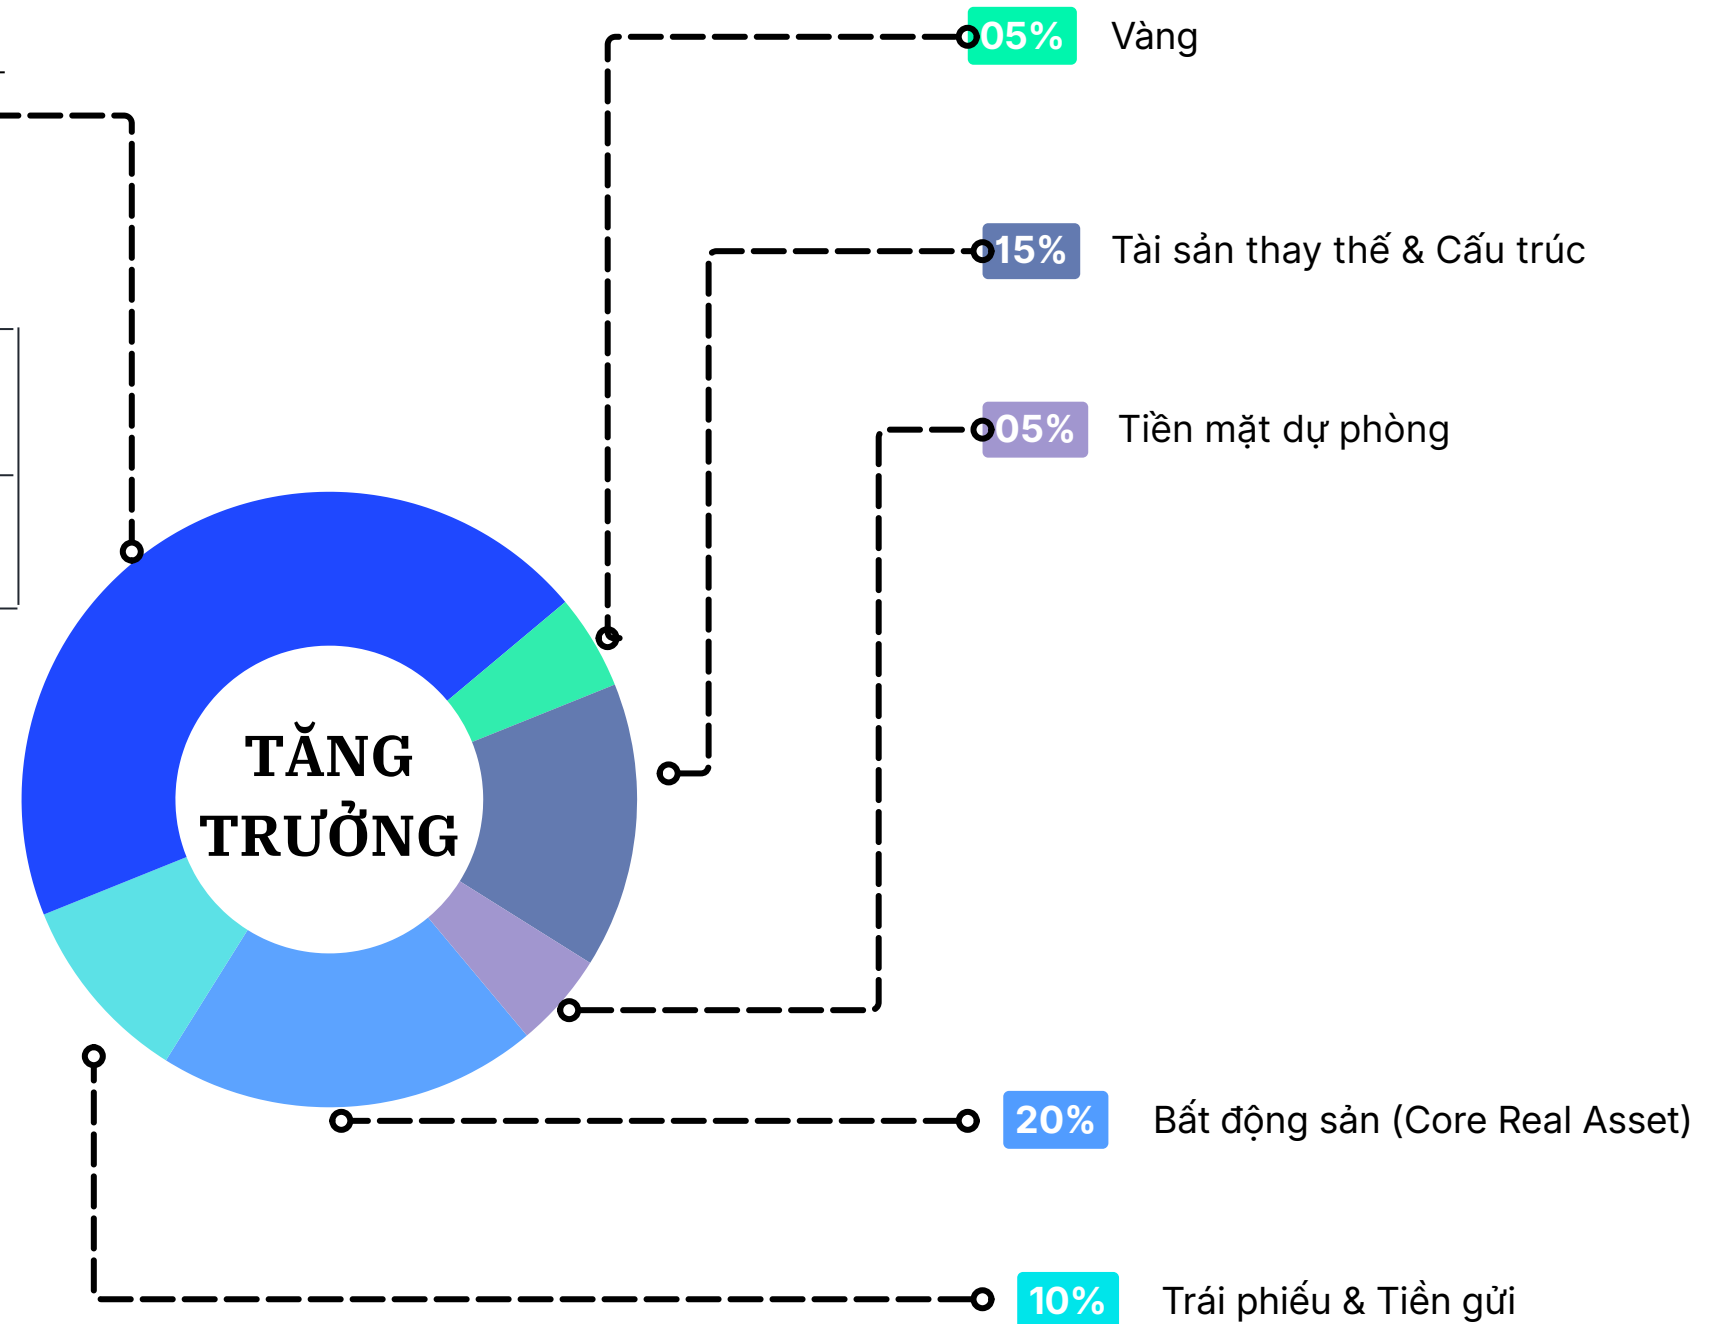 05% Vàng
15% Tài sản thay thế & Cấu trúc
05% Tiền mặt dự phòng
TĂNG
TRƯỞNG
20% Bất động sản (Core Real Asset)
10% Trái phiếu & Tiền gửi